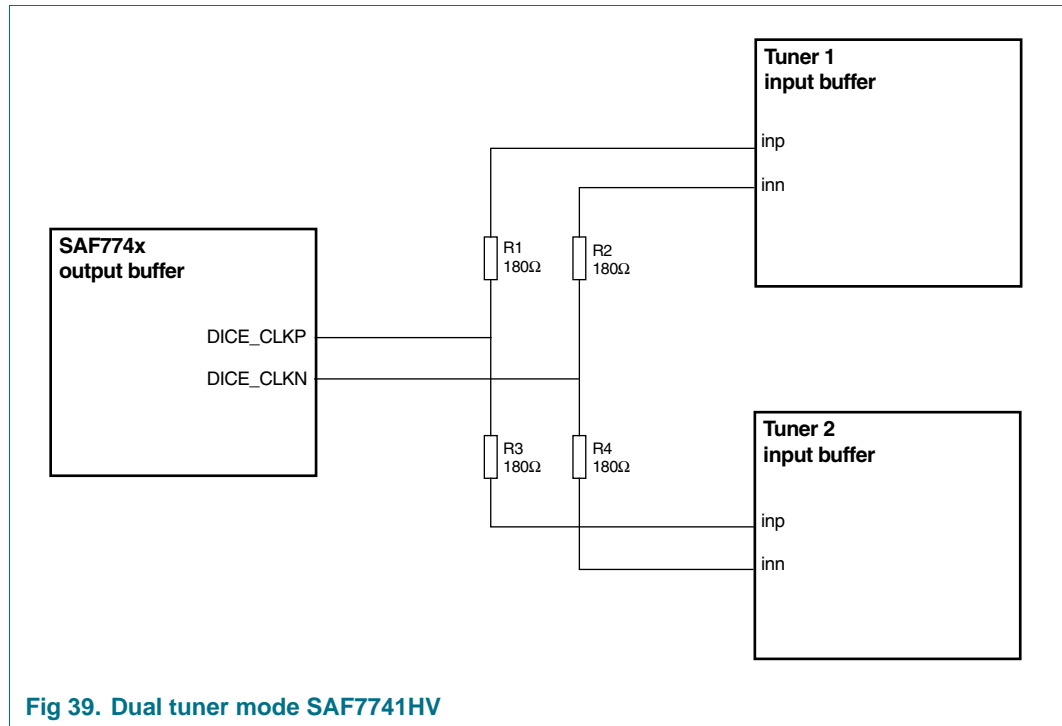 Tuner 1
input buffer
inp
inn
SAF774x
output buffer
DICE_CLKP
DICE_CLKN
R1
180Ω
R2
180Ω
R3
180Ω
R4
180Ω
Tuner 2
input buffer
inp
inn
Fig 39. Dual tuner mode SAF7741HV